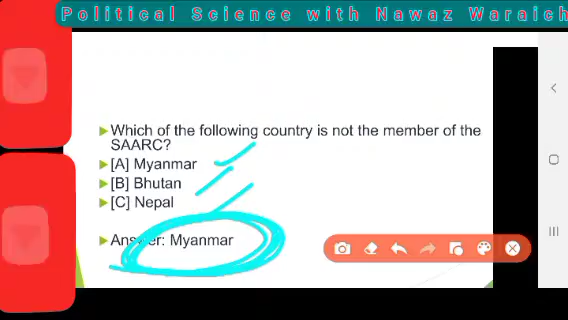 Political Science with Nawaz Waraich
Which of the following country is not the member of the
SAARC?
[A] Myanmar
[B] Bhutan
[C] Nepal
Answer: Myanmar